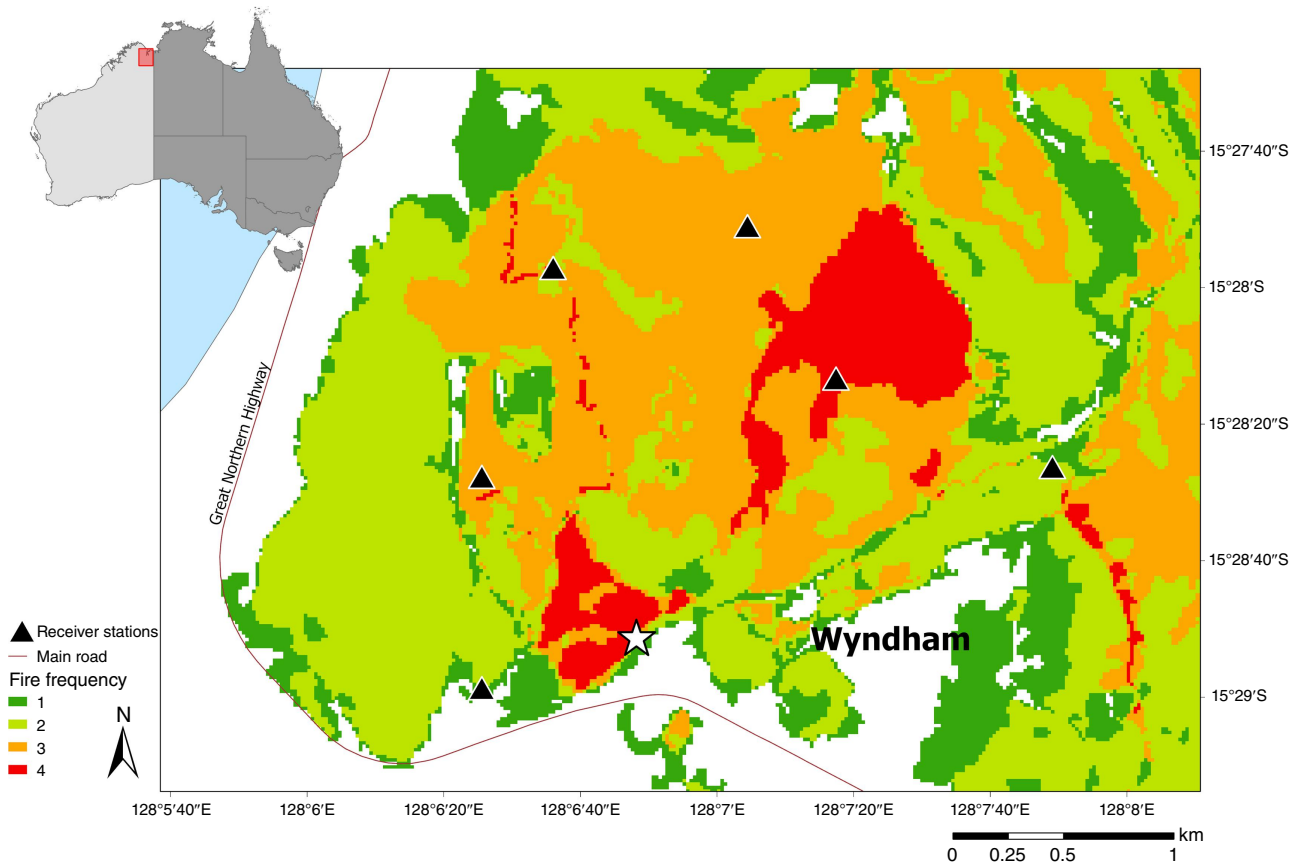 15°27′40″S
15°28′S
15°28′20″S
15°28′40″S
15°29′S
Great Northern Highway
Wyndham
Receiver stations
Main road
Fire frequency
1
2
3
4
N
128°5′40″E
128°6′E
128°6′20″E
128°6′40″E
128°7′E
128°7′20″E
128°7′40″E
128°8′E
km
0
0.25
0.5
1